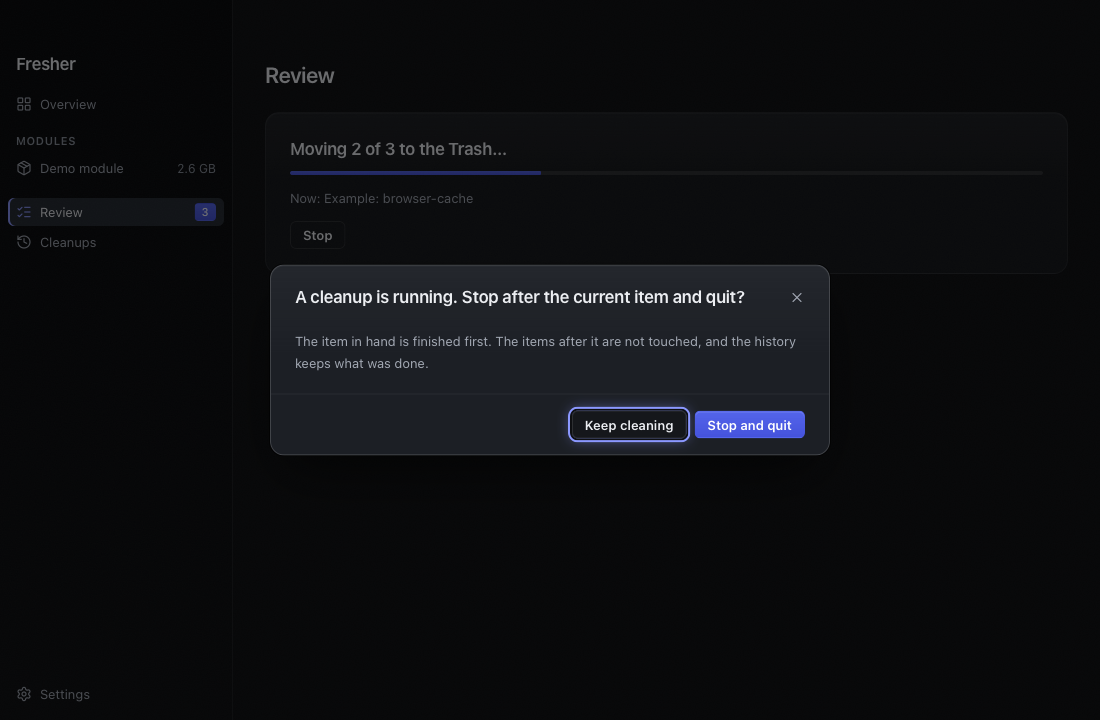 Fresher
Overview
MODULES
Demo module 2.6 GB
Review 3
Cleanups
Settings
Review
Moving 2 of 3 to the Trash...
Now: Example: browser-cache
Stop
A cleanup is running. Stop after the current item and quit?
The item in hand is finished first. The items after it are not touched, and the history
keeps what was done.
Keep cleaning Stop and quit